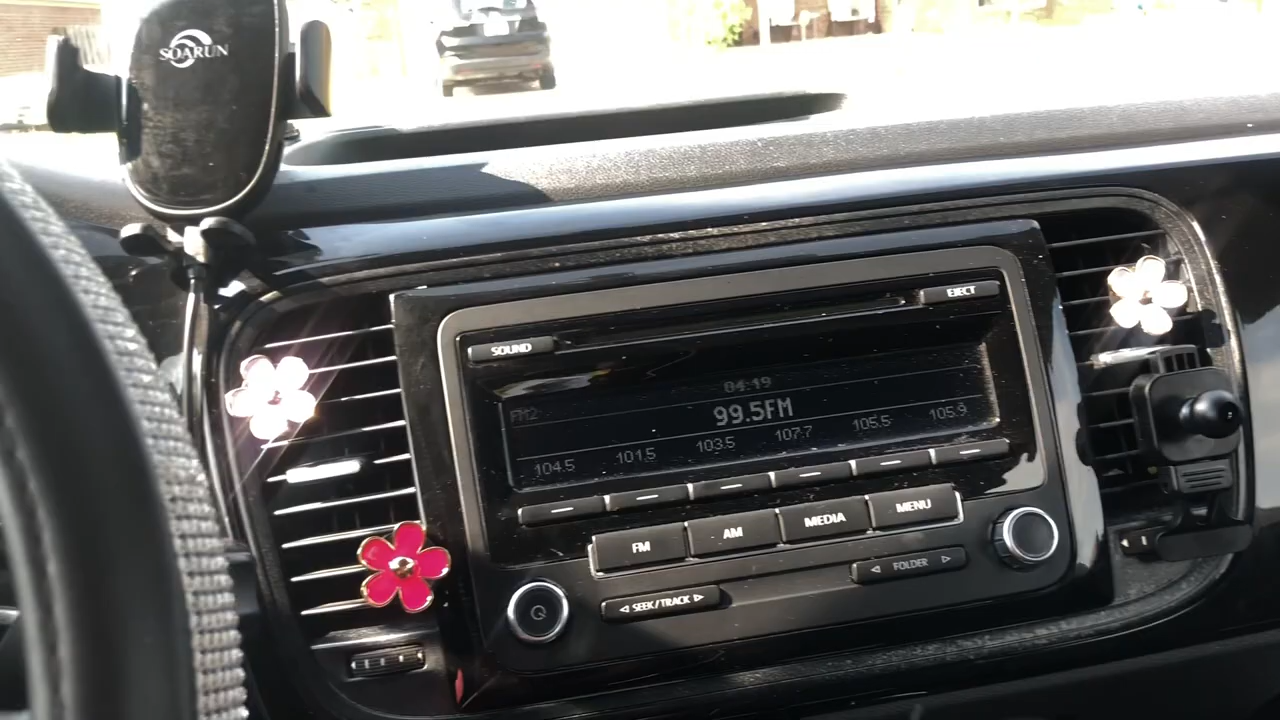 SOARUN
EJECT
SOUND
04:19
FM2
99.5FM
104.5 101.5 103.5 107.7 105.5 105.9
FM AM MEDIA MENU
SEEK / TRACK
FOLDER